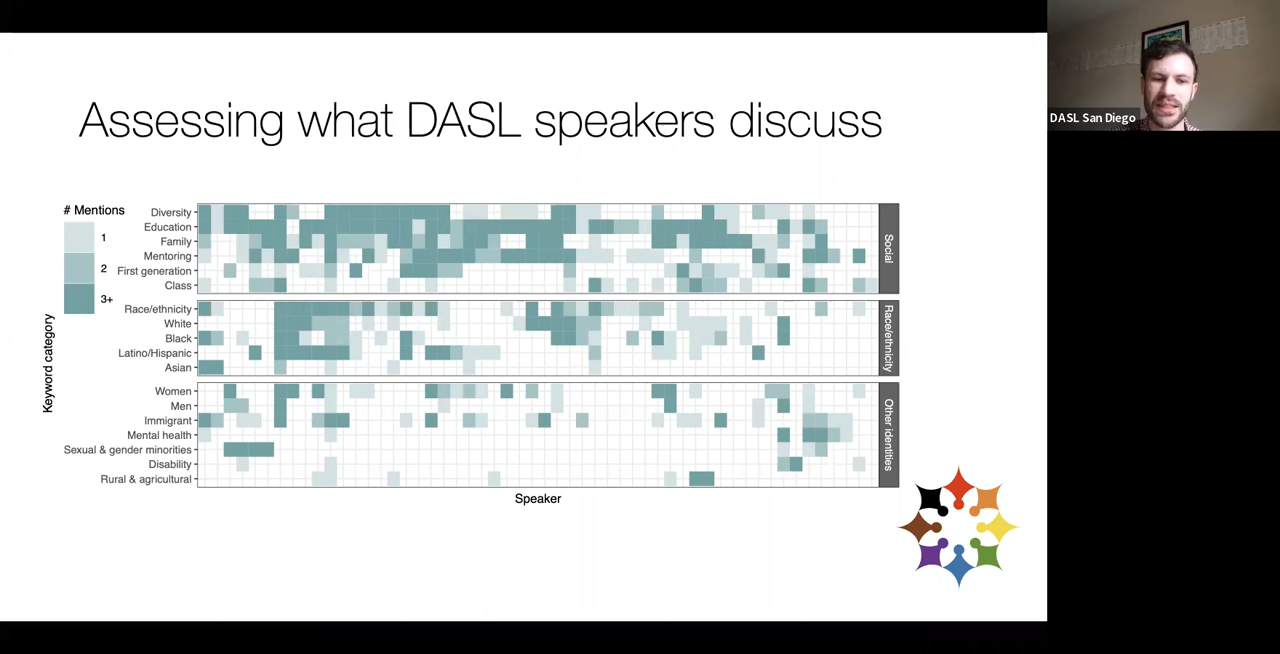 Assessing what DASL speakers discuss
DASL San Diego
# Mentions
1
2
3+
Keyword category
Diversity
Education
Family
Mentoring
First generation
Class
Social
Race/ethnicity
White
Black
Latino/Hispanic
Asian
Race/ethnicity
Women
Men
Immigrant
Mental health
Sexual & gender minorities
Disability
Rural & agricultural
Other identities
Speaker